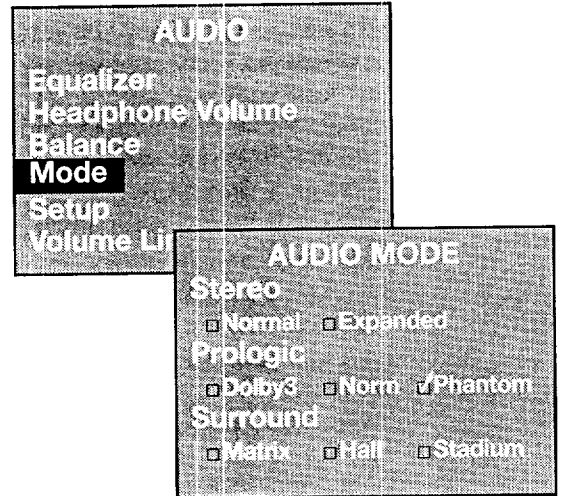 AUDIO
Equalizer
Headphone Volume
Balance
Mode
Setup
Volume
AUDIO MODE
Stereo
Normal Expanded
Prologic
Dolby3 Norm Phantom
Surround
Matrix Hall Stadium